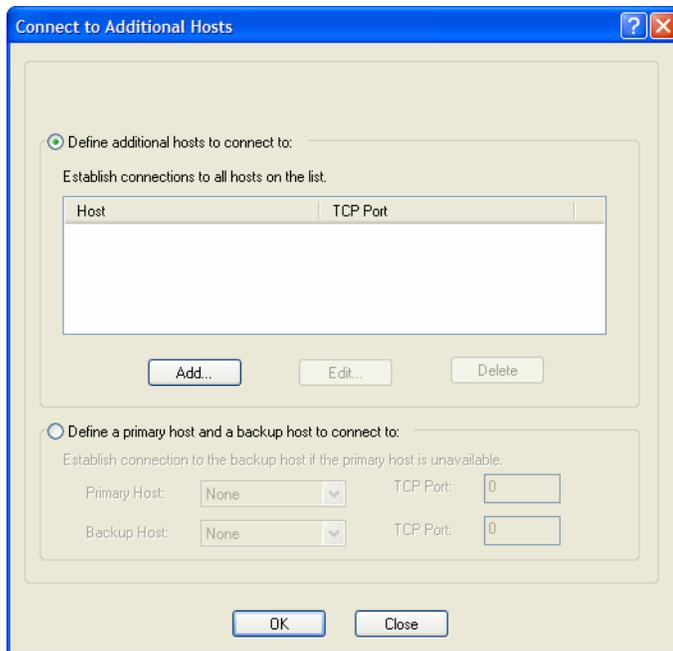 Connect to Additional Hosts
Define additional hosts to connect to:
Establish connections to all hosts on the list.
Host TCP Port
Add... Edit... Delete
Define a primary host and a backup host to connect to:
Establish connection to the backup host if the primary host is unavailable.
Primary Host: None TCP Port: 0
Backup Host: None TCP Port: 0
OK Close